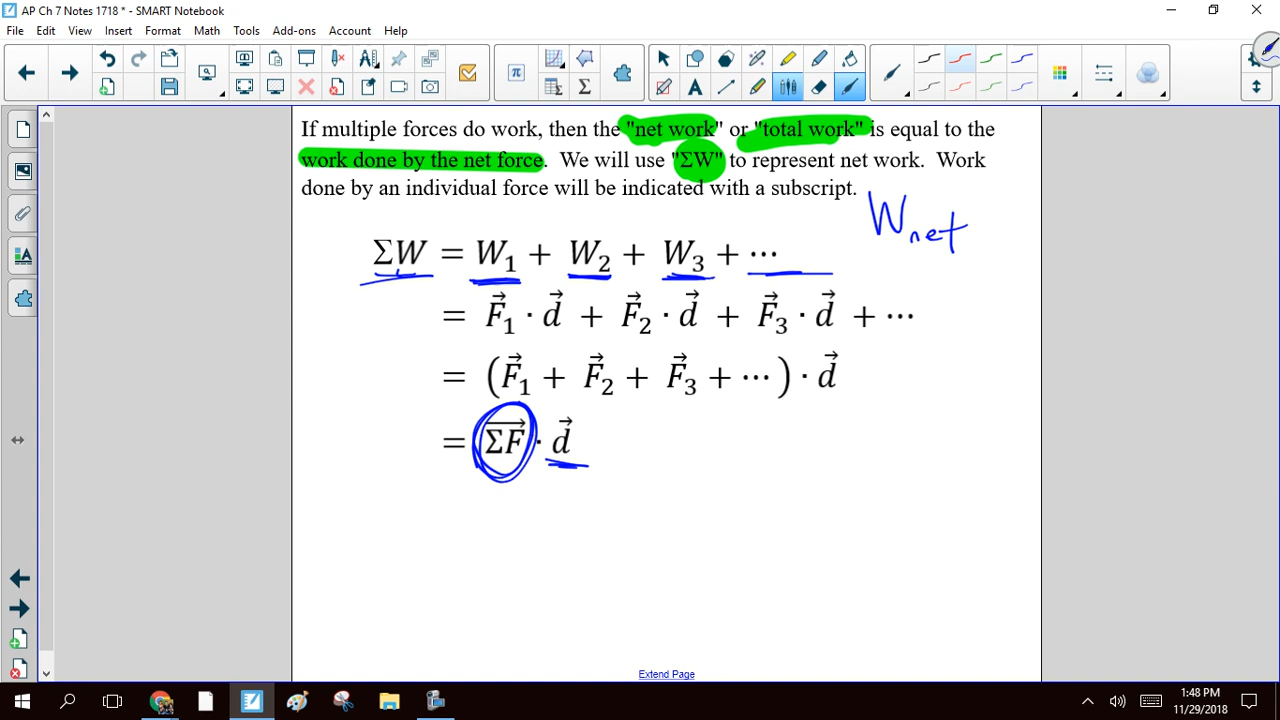 AP Ch 7 Notes 1718 * - SMART Notebook
File Edit View Insert Format Math Tools Add-ons Account Help
If multiple forces do work, then the "net work" or "total work" is equal to the
work done by the net force. We will use "ΣW" to represent net work. Work
done by an individual force will be indicated with a subscript.
W_net
ΣW = W₁ + W₂ + W₃ + ⋯
= F⃗₁ · d⃗ + F⃗₂ · d⃗ + F⃗₃ · d⃗ + ⋯
= (F⃗₁ + F⃗₂ + F⃗₃ + ⋯ ) · d⃗
= ΣF⃗ · d⃗
Extend Page
1:48 PM
11/29/2018